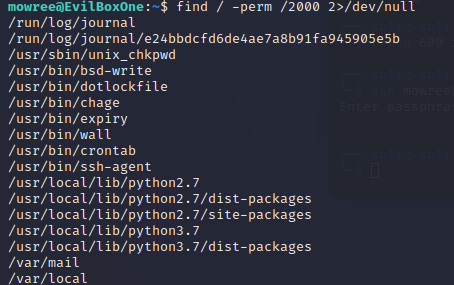 mowree@EvilBoxOne:~$ find / -perm /2000 2>/dev/null
/run/log/journal
/run/log/journal/e24bbdcfd6de4ae7a8b91fa945905e5b
/usr/sbin/unix_chkpwd
/usr/bin/bsd-write
/usr/bin/dotlockfile
/usr/bin/chage
/usr/bin/expiry
/usr/bin/wall
/usr/bin/crontab
/usr/bin/ssh-agent
/usr/local/lib/python2.7
/usr/local/lib/python2.7/dist-packages
/usr/local/lib/python2.7/site-packages
/usr/local/lib/python3.7
/usr/local/lib/python3.7/dist-packages
/var/mail
/var/local